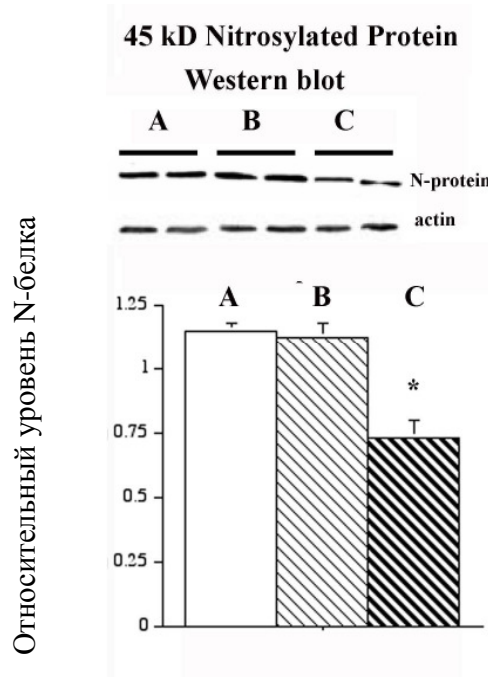 45 kD Nitrosylated Protein
Western blot
A B C
N-protein
actin
Относительный уровень N-белка
A B C
*
1.25
1
0.75
0.5
0.25
0